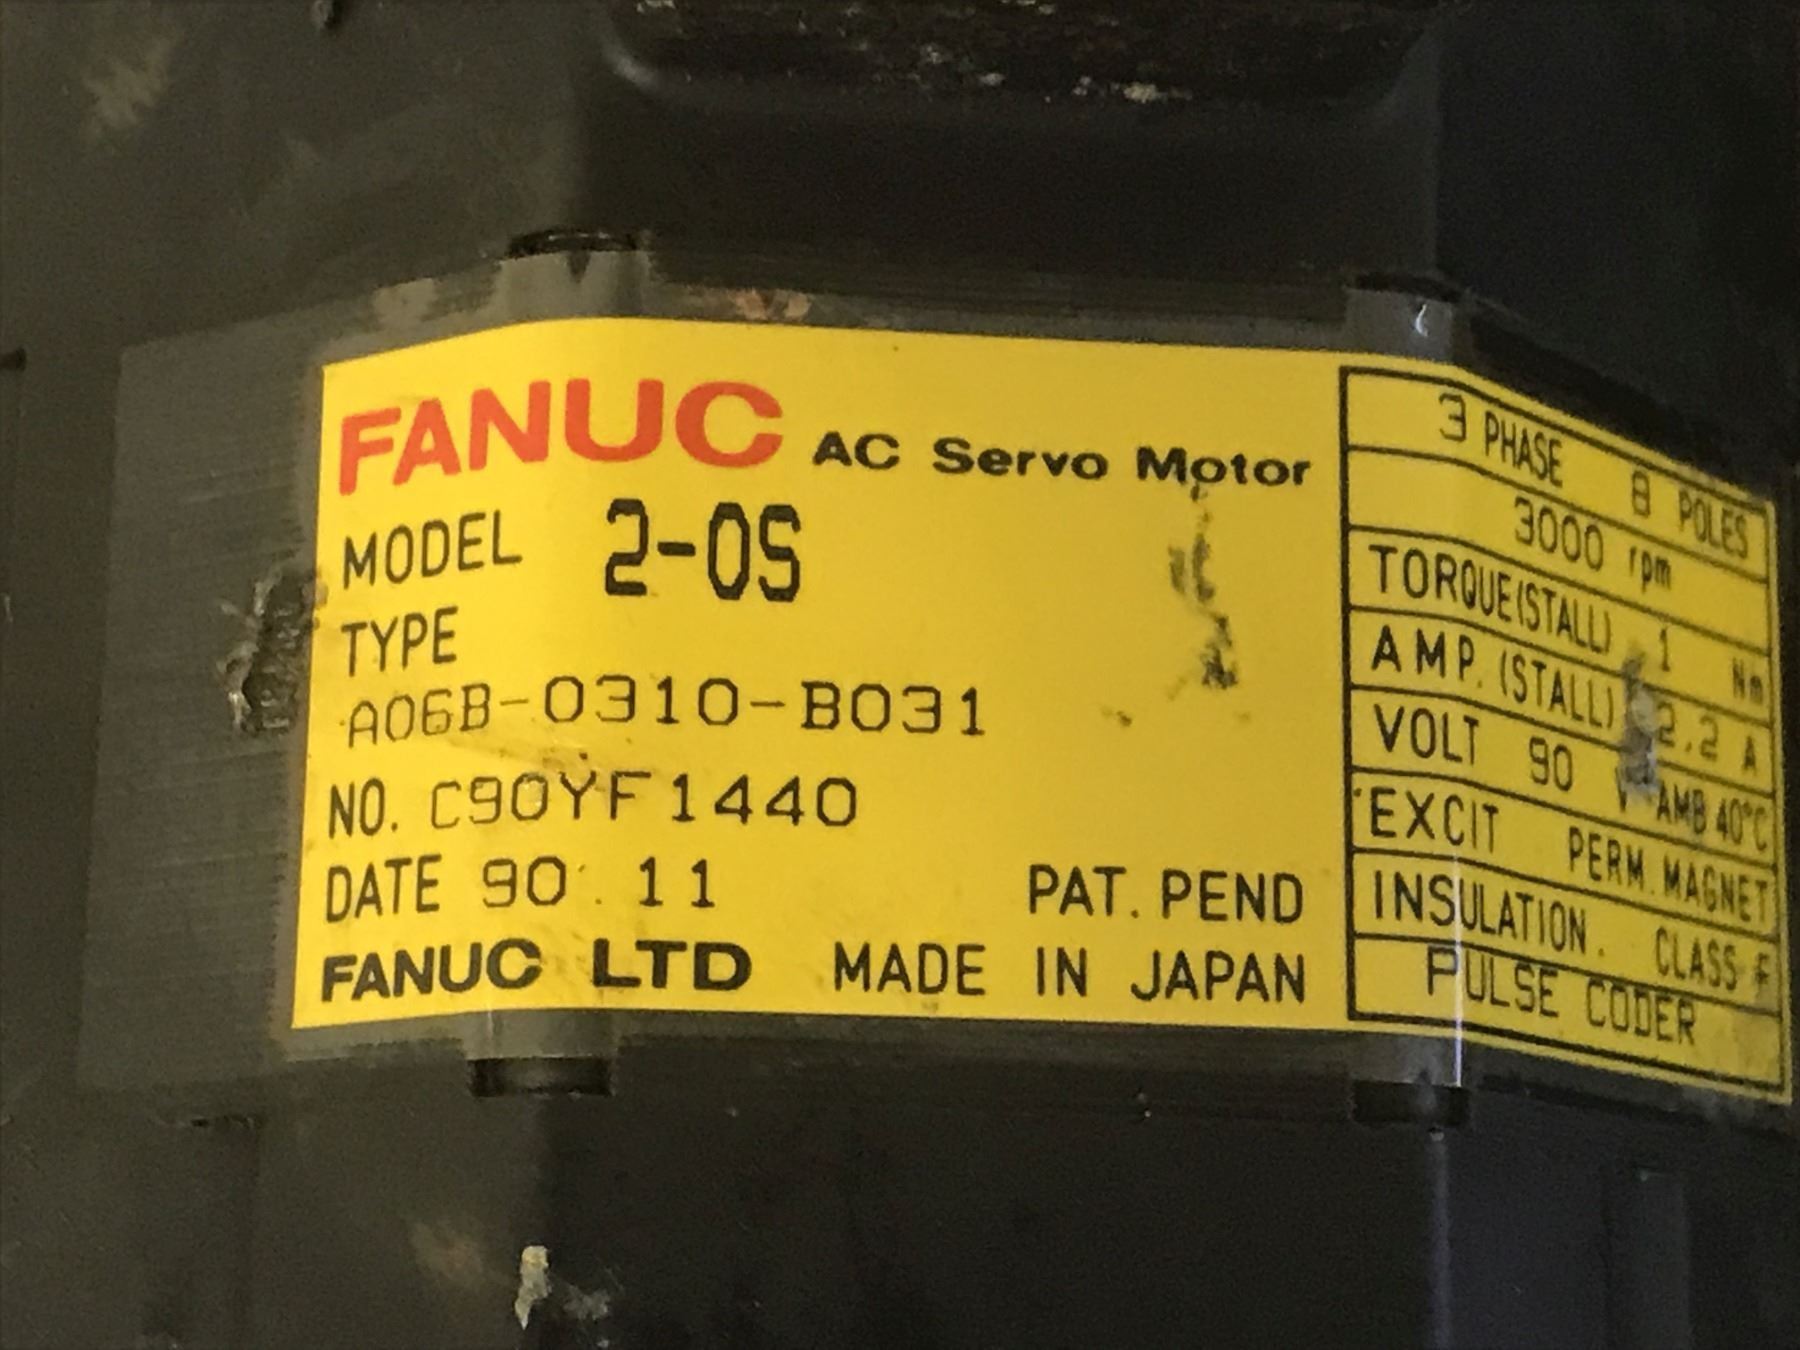 FANUC AC Servo Motor
MODEL 2-0S
TYPE
A06B-0310-B031
NO. C90YF1440
DATE 90.11 PAT. PEND
FANUC LTD MADE IN JAPAN
3 PHASE 8 POLES
3000 rpm
TORQUE(STALL) 1 Nm
AMP. (STALL) 2.2 A
VOLT 90 V AMB 40°C
EXCIT PERM. MAGNET
INSULATION. CLASS F
PULSE CODER